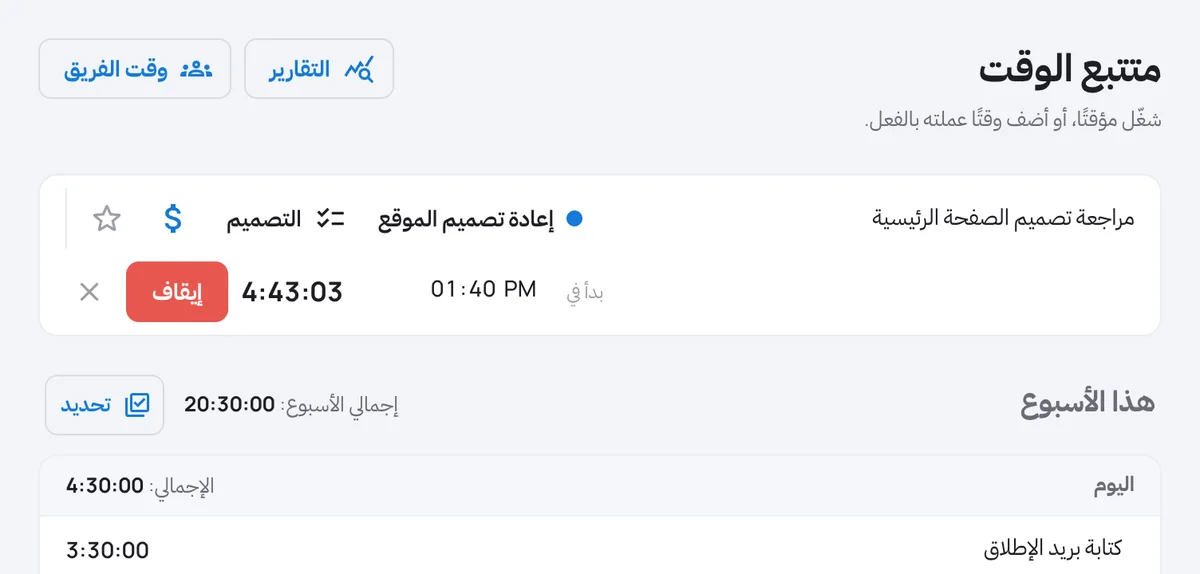 متتبع الوقت
شغّل مؤقتًا، أو أضف وقتًا عملته بالفعل.
التقارير
وقت الفريق
مراجعة تصميم الصفحة الرئيسية
إعادة تصميم الموقع
التصميم
بدأ في
01:40 PM
4:43:03
إيقاف
هذا الأسبوع
إجمالي الأسبوع: 20:30:00
تحديد
اليوم
الإجمالي: 4:30:00
كتابة بريد الإطلاق
3:30:00